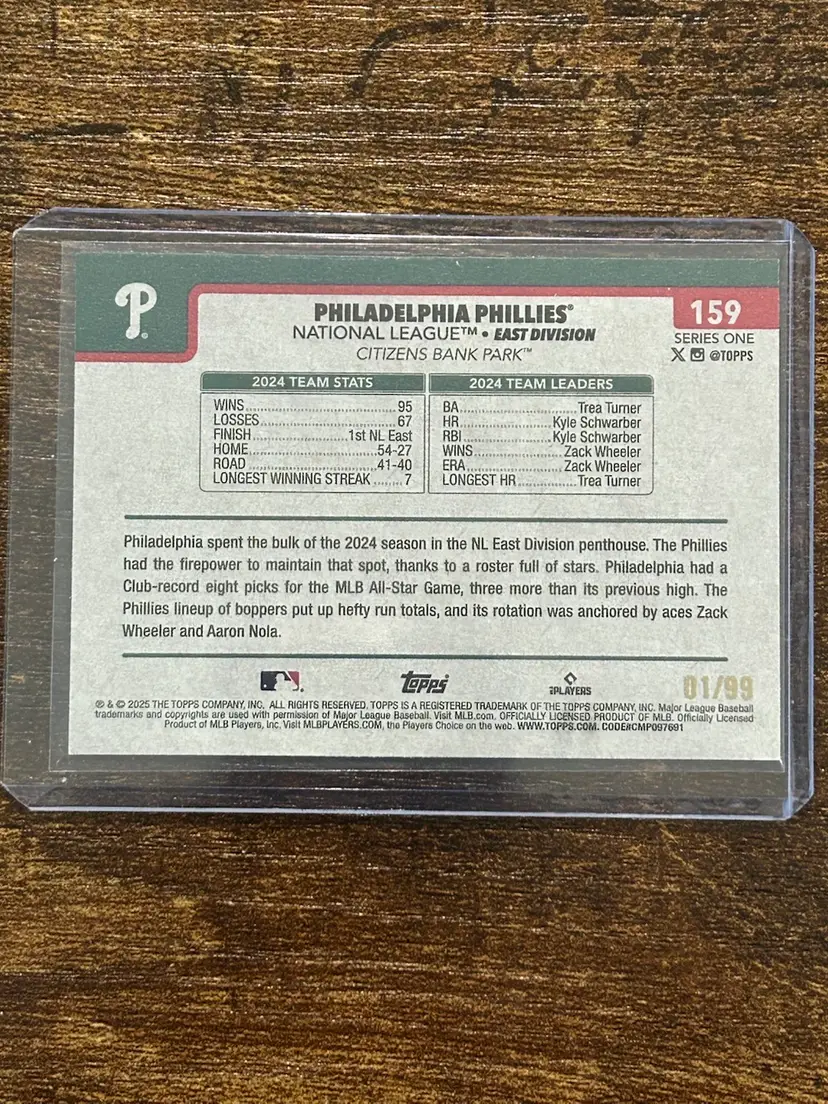 P
PHILADELPHIA PHILLIES®
159
NATIONAL LEAGUE™ • EAST DIVISION
SERIES ONE
CITIZENS BANK PARK™
X @TOPPS
2024 TEAM STATS
WINS 95
LOSSES 67
FINISH 1st NL East
HOME 54-27
ROAD 41-40
LONGEST WINNING STREAK 7
2024 TEAM LEADERS
BA Trea Turner
HR Kyle Schwarber
RBI Kyle Schwarber
WINS Zack Wheeler
ERA Zack Wheeler
LONGEST HR Trea Turner
Philadelphia spent the bulk of the 2024 season in the NL East Division penthouse. The Phillies
had the firepower to maintain that spot, thanks to a roster full of stars. Philadelphia had a
Club-record eight picks for the MLB All-Star Game, three more than its previous high. The
Phillies lineup of boppers put up hefty run totals, and its rotation was anchored by aces Zack
Wheeler and Aaron Nola.
topps
PLAYERS
01/99
® & © 2025 THE TOPPS COMPANY, INC. ALL RIGHTS RESERVED. TOPPS IS A REGISTERED TRADEMARK OF THE TOPPS COMPANY, INC. Major League Baseball
trademarks and copyrights are used with permission of Major League Baseball. Visit MLB.com. OFFICIALLY LICENSED PRODUCT OF MLB. Officially Licensed
Product of MLB Players, Inc. Visit MLBPLAYERS.COM, the Players Choice on the web. WWW.TOPPS.COM. CODE#CMP097691